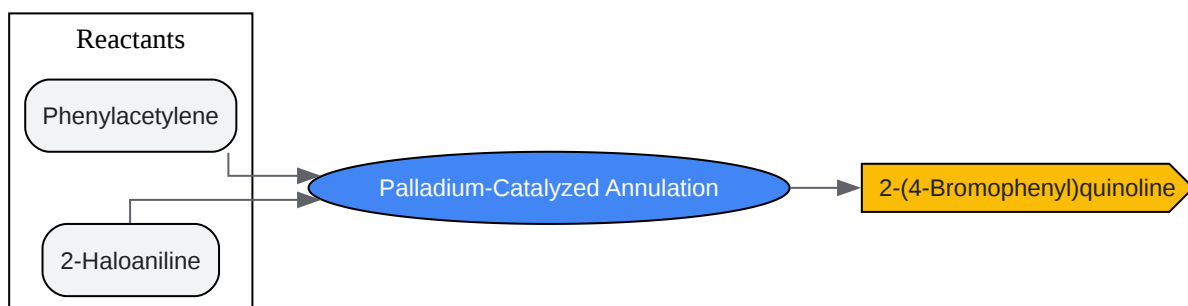 Reactants
Phenylacetylene
Palladium-Catalyzed Annulation
2-(4-Bromophenyl)quinoline
2-Haloaniline